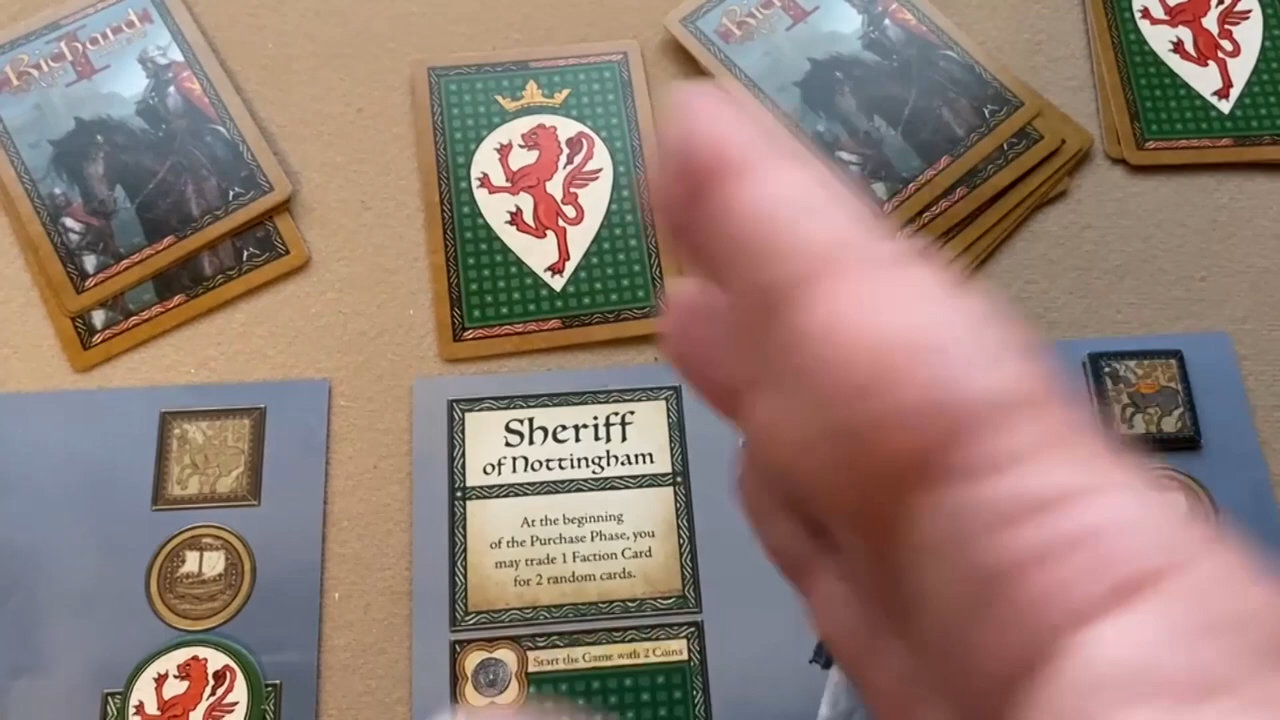 Richard
I
Richard
I
Sheriff
of Nottingham
At the beginning
of the Purchase Phase, you
may trade 1 Faction Card
for 2 random cards.
Start the Game with 2 Coins